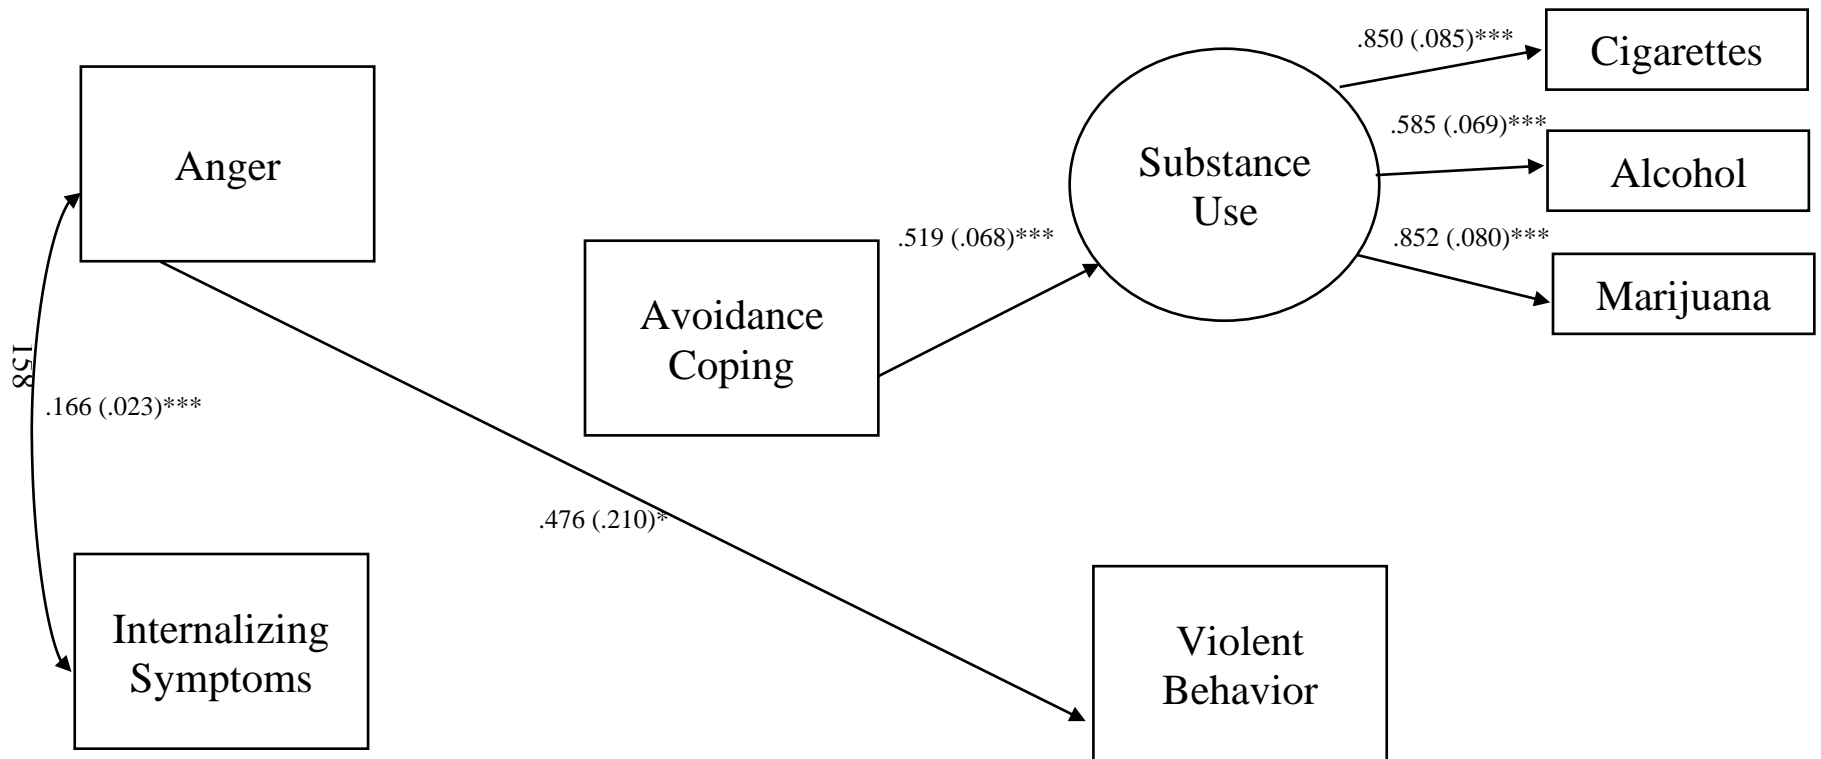 .850 (.085)***
Cigarettes
Anger
.585 (.069)***
Substance
Use
Alcohol
.519 (.068)***
.852 (.080)***
Avoidance
Coping
Marijuana
158
.166 (.023)***
.476 (.210)*
Internalizing
Symptoms
Violent
Behavior